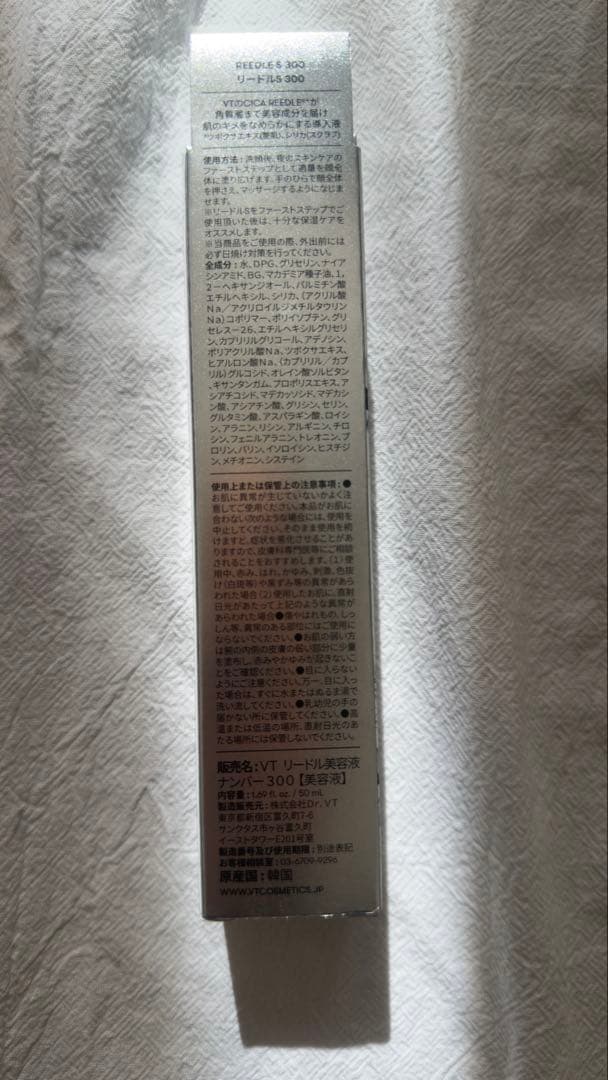 REEDLE S 300
リードルS 300
VTのCICA REEDLE*が
角質層まで美容成分を届け
肌のキメをなめらかにする導入液
*ツボクサエキス(整肌)、シリカ(スクラブ)
使用方法：洗顔後、夜のスキンケアの
ファーストステップとして適量を顔全
体に塗り広げます。手のひらで顔全体
を押さえ、マッサージするようになじま
せます。
※リードルSをファーストステップでご
使用頂いた後は、十分な保湿ケアを
オススメします。
※当商品をご使用の際、外出前には
必ず日焼け対策を行ってください。
全成分：水、DPG、グリセリン、ナイア
シンアミド、BG、マカデミア種子油、1,
2－ヘキサンジオール、パルミチン酸
エチルヘキシル、シリカ、(アクリル酸
Na／アクリロイルジメチルタウリン
Na)コポリマー、ポリイソブテン、グリ
セレス－26、エチルヘキシルグリセリ
ン、カプリリルグリコール、アデノシン、
ポリアクリル酸Na、ツボクサエキス、
ヒアルロン酸Na、(カプリリル／カプ
リル)グルコシド、オレイン酸ソルビタン、
キサンタンガム、プロポリスエキス、ア
シアチコシド、マデカッソシド、マデカシ
ン酸、アシアチン酸、グリシン、セリン、
グルタミン酸、アスパラギン酸、ロイシ
ン、アラニン、リシン、アルギニン、チロ
シン、フェニルアラニン、トレオニン、プ
ロリン、バリン、イソロイシン、ヒスチジ
ン、メチオニン、システイン
使用上または保管上の注意事項：●
お肌に異常が生じていないかよく注
意してご使用ください。本品がお肌に
合わない次のような場合には、使用を
中止してください。そのまま使用を続
けますと、症状を悪化させることがあ
りますので、皮膚科専門医等にご相談
されることをおすすめします。(1)使
用中、赤み、はれ、かゆみ、刺激、色抜
け(白斑等)や黒ずみ等の異常があら
われた場合(2)使用したお肌に、直射
日光があたって上記のような異常が
あらわれた場合●傷やはれもの、しっ
しん等、異常のある部位にはご使用に
ならないでください。●お肌の弱い方
は腕の内側の皮膚の弱い部分に少量
を塗布し、赤みやかゆみが起きないこ
とをご確認ください。●目に入らない
ようにご注意ください。万一、目に入っ
た場合は、すぐに水またはぬるま湯で
洗い流してください。●乳幼児の手の
届かない所に保管してください。●高
温または低温の場所、直射日光のあ
たる場所には保管しないでください。
販売名：VT リードル美容液
ナンバー300【美容液】
内容量：1.69 fl. oz. / 50 mL
製造販売元：株式会社Dr. VT
東京都新宿区富久町7-6
サンクタス市ヶ谷富久町
イーストタワーE201号室
製造番号及び使用期限：別途表記
お客様相談室：03-6709-9296
原産国：韓国
WWW.VTCOSMETICS.JP